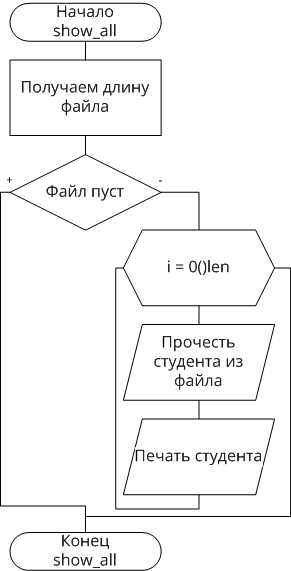 Начало
show_all
Получаем длину
файла
Файл пуст
+
-
i = 0()len
Прочесть
студента из
файла
Печать студента
Конец
show_all